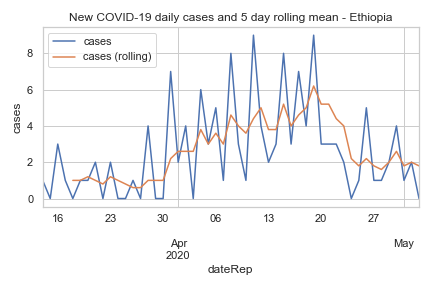 New COVID-19 daily cases and 5 day rolling mean - Ethiopia
cases
cases (rolling)
8
6
4
2
0
cases
16 23 30 06 13 20 27
Apr May
2020
dateRep